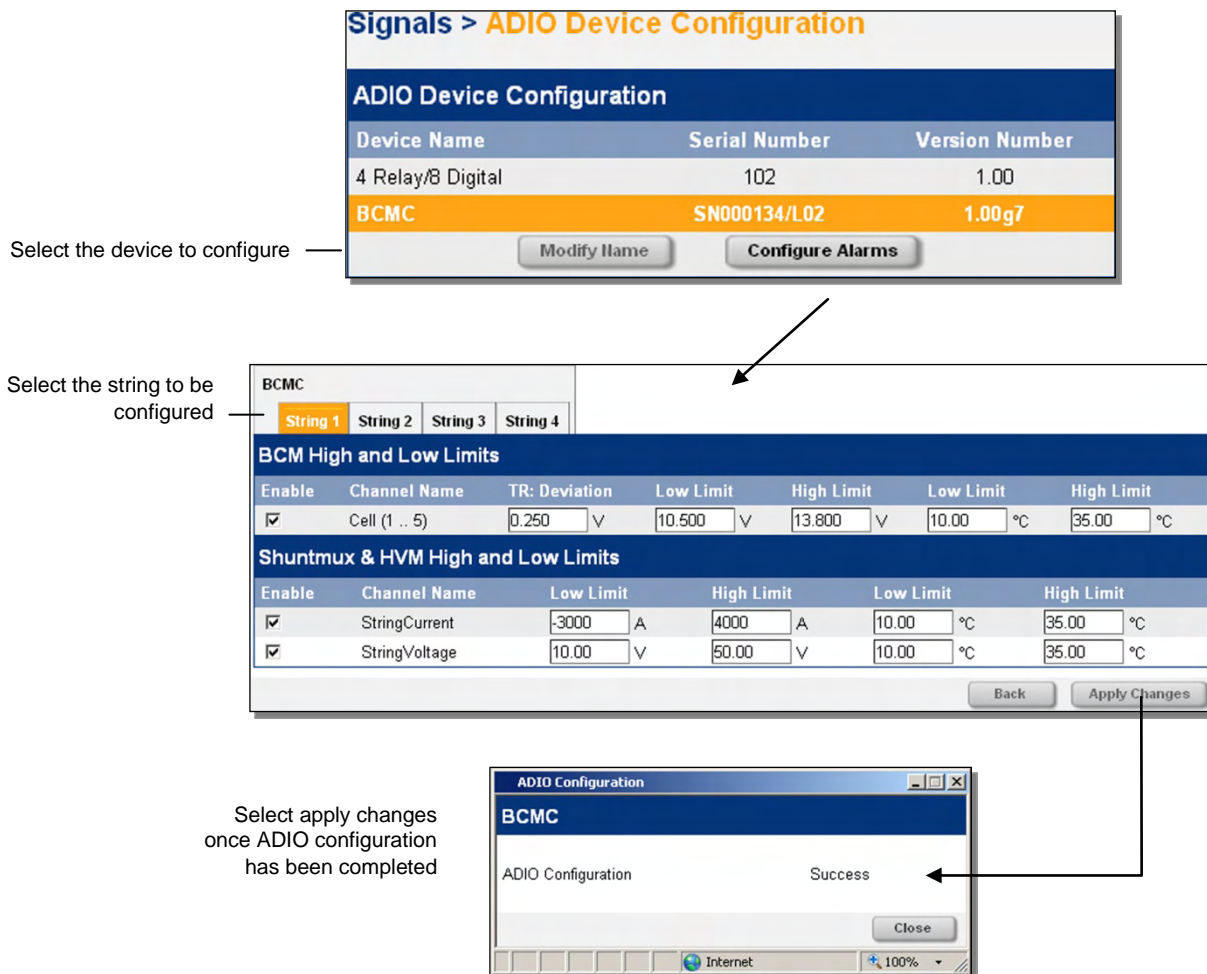 Signals > ADIO Device Configuration
ADIO Device Configuration
Device Name Serial Number Version Number
4 Relay/8 Digital 102 1.00
BCMC SN000134/L02 1.00g7
Modify Name Configure Alarms
Select the device to configure
Select the string to be
configured
BCMC
String 1 String 2 String 3 String 4
BCM High and Low Limits
Enable Channel Name TR: Deviation Low Limit High Limit Low Limit High Limit
Cell (1 .. 5) 0.250 V 10.500 V 13.800 V 10.00 °C 35.00 °C
Shuntmux & HVM High and Low Limits
Enable Channel Name Low Limit High Limit Low Limit High Limit
StringCurrent -3000 A 4000 A 10.00 °C 35.00 °C
StringVoltage 10.00 V 50.00 V 10.00 °C 35.00 °C
Back Apply Changes
Select apply changes
once ADIO configuration
has been completed
ADIO Configuration
BCMC
ADIO Configuration Success
Close
Internet 100%